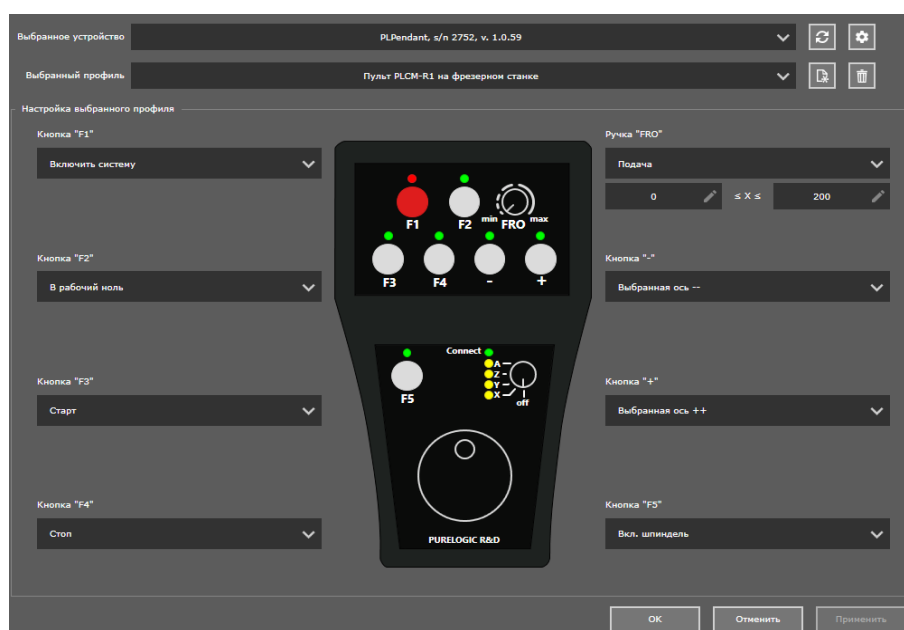 Выбранное устройство PLPendant, s/n 2752, v. 1.0.59
Выбранный профиль Пульт PLCM-R1 на фрезерном станке
Настройка выбранного профиля
Кнопка "F1"
Включить систему
Ручка "FRO"
Подача
0 ≤ X ≤ 200
F1 F2 min FRO max
Кнопка "F2"
В рабочий ноль
Кнопка "-"
Выбранная ось --
F3 F4 - +
Connect
A
Z
Y
X
off
F5
Кнопка "F3"
Старт
Кнопка "+"
Выбранная ось ++
Кнопка "F4"
Стоп
Кнопка "F5"
Вкл. шпиндель
PURELOGIC R&D
ОК Отменить Применить